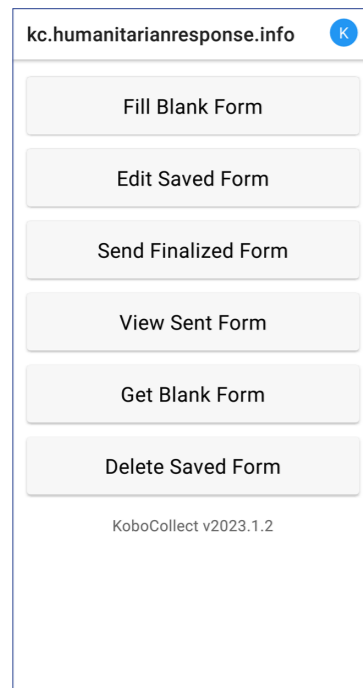 kc.humanitarianresponse.info K
Fill Blank Form
Edit Saved Form
Send Finalized Form
View Sent Form
Get Blank Form
Delete Saved Form
KoboCollect v2023.1.2